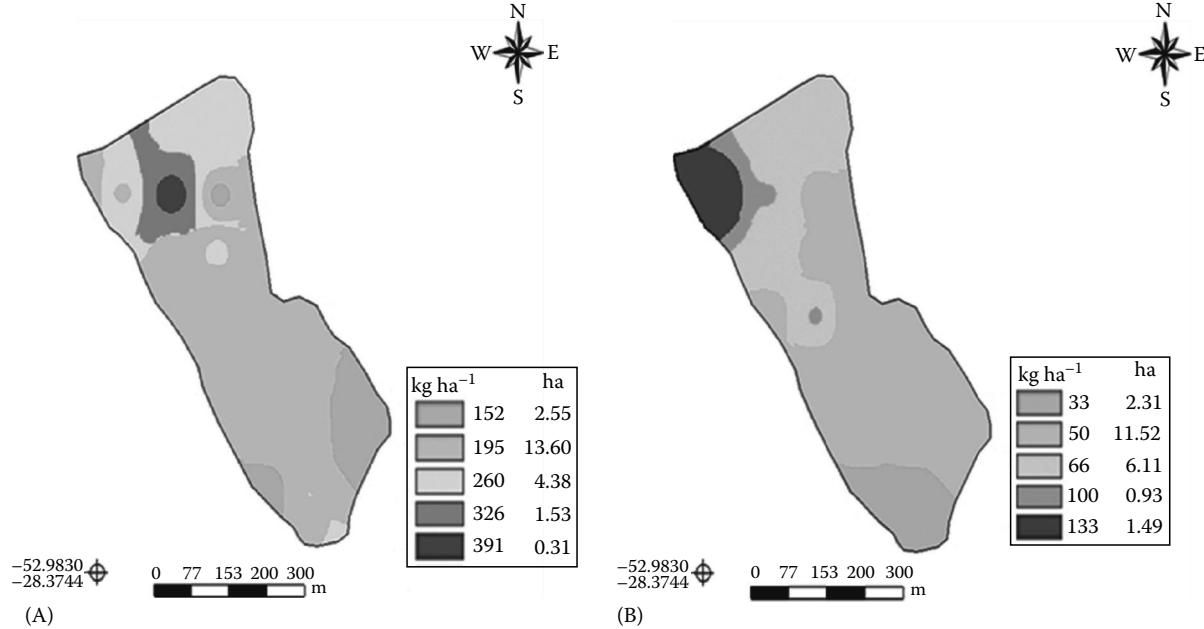 N
W E
S
kg ha⁻¹ ha
152 2.55
195 13.60
260 4.38
326 1.53
391 0.31
−52.9830
−28.3744
0 77 153 200 300
m
(A)
N
W E
S
kg ha⁻¹ ha
33 2.31
50 11.52
66 6.11
100 0.93
133 1.49
−52.9830
−28.3744
0 77 153 200 300
m
(B)